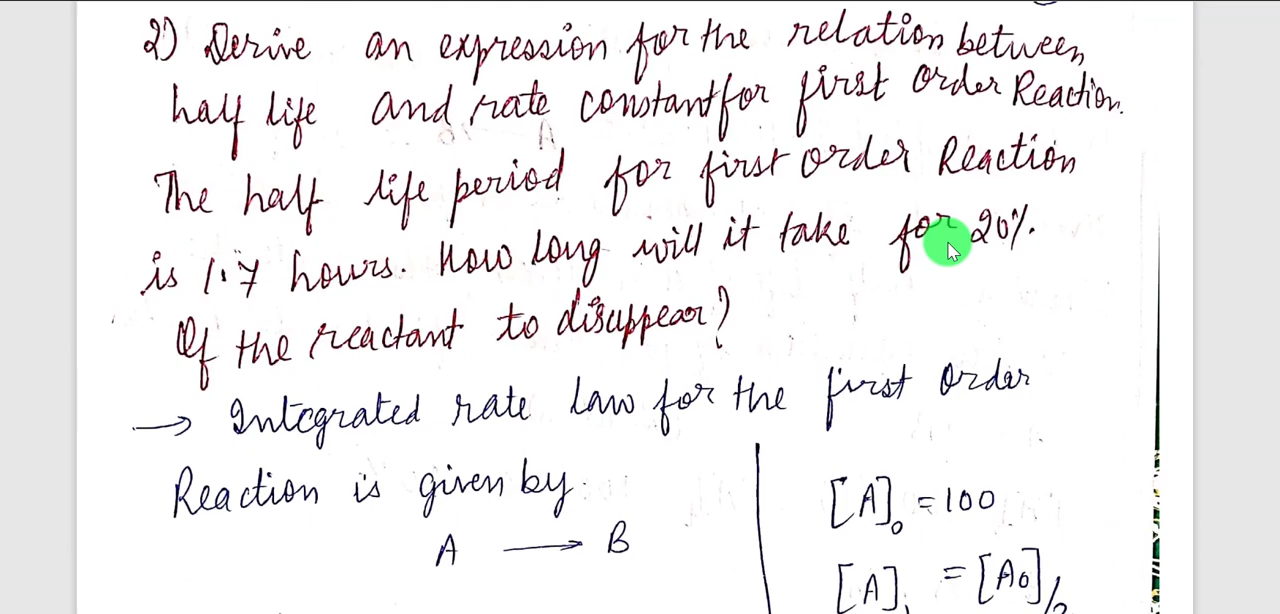 2) Derive an expression for the relation between
half life and rate constant for first order Reaction.
The half life period for first order Reaction
is 1.7 hours. How long will it take for 20%
Of the reactant to disappear?
→ Integrated rate law for the first order
Reaction is given by
A → B
[A]₀ = 100
[A] = [A₀]/